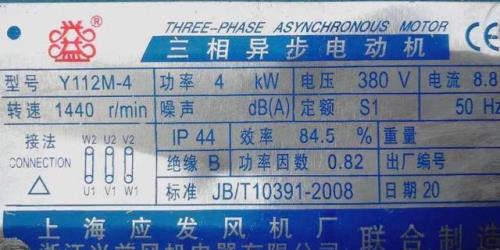 THREE-PHASE ASYNCHRONOUS MOTOR
三相异步电动机
CE
型号 Y112M-4 功率 4 kW 电压 380 V 电流 8.8
转速 1440 r/min 噪声 dB(A) 定额 S1 50 Hz
接法 IP 44 效率 84.5 % 重量
CONNECTION △ W2 U2 V2
绝缘 B 功率因数 0.82 出厂编号
U1 V1 W1
标准 JB/T10391-2008 日期 20
上海应发风机厂 联合制